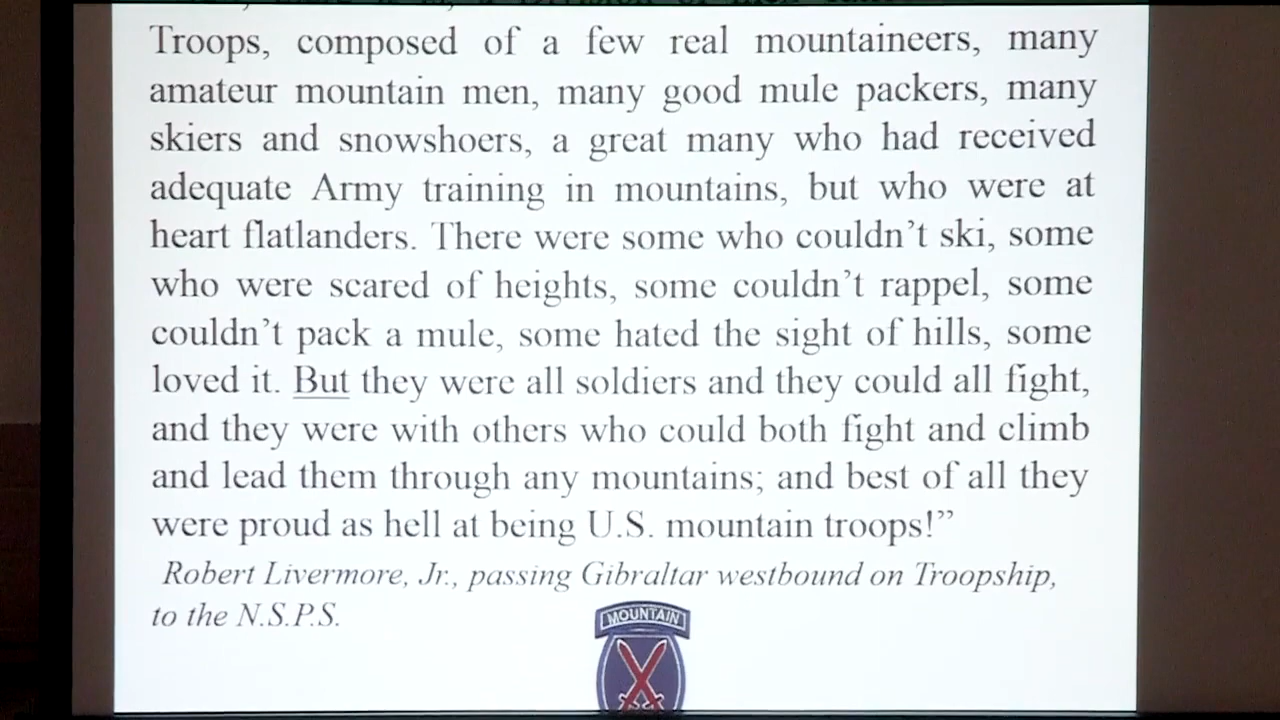 Troops, composed of a few real mountaineers, many
amateur mountain men, many good mule packers, many
skiers and snowshoers, a great many who had received
adequate Army training in mountains, but who were at
heart flatlanders. There were some who couldn’t ski, some
who were scared of heights, some couldn’t rappel, some
couldn’t pack a mule, some hated the sight of hills, some
loved it. But they were all soldiers and they could all fight,
and they were with others who could both fight and climb
and lead them through any mountains; and best of all they
were proud as hell at being U.S. mountain troops!”
Robert Livermore, Jr., passing Gibraltar westbound on Troopship,
to the N.S.P.S.
MOUNTAIN